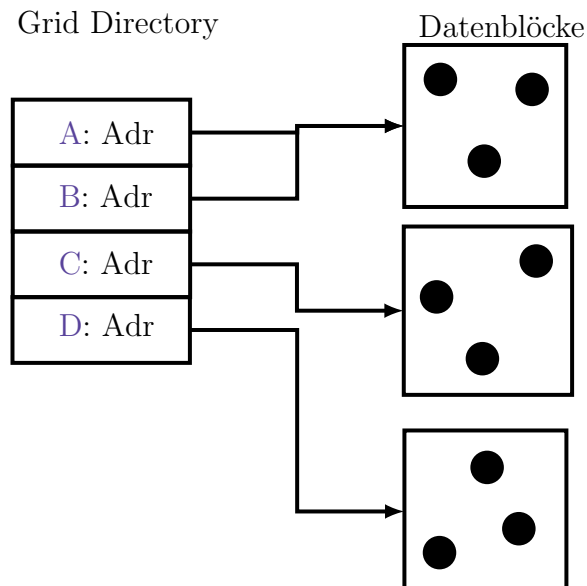 Grid Directory
Datenblöcke
A: Adr
B: Adr
C: Adr
D: Adr